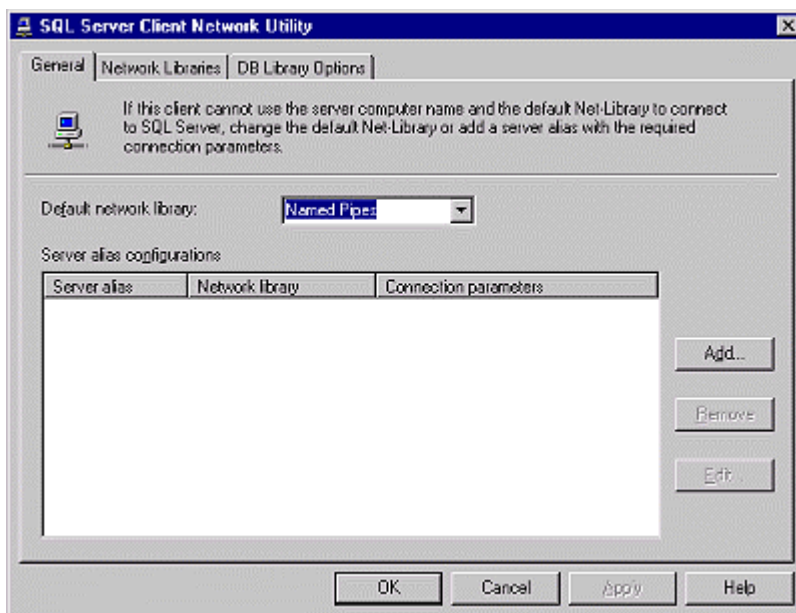 SQL Server Client Network Utility
General
Network Libraries
DB Library Options
If this client cannot use the server computer name and the default Net-Library to connect
to SQL Server, change the default Net-Library or add a server alias with the required
connection parameters.
Default network library:
Named Pipes
Server alias configurations
Server alias
Network library
Connection parameters
Add...
Remove
Edit...
OK
Cancel
Apply
Help